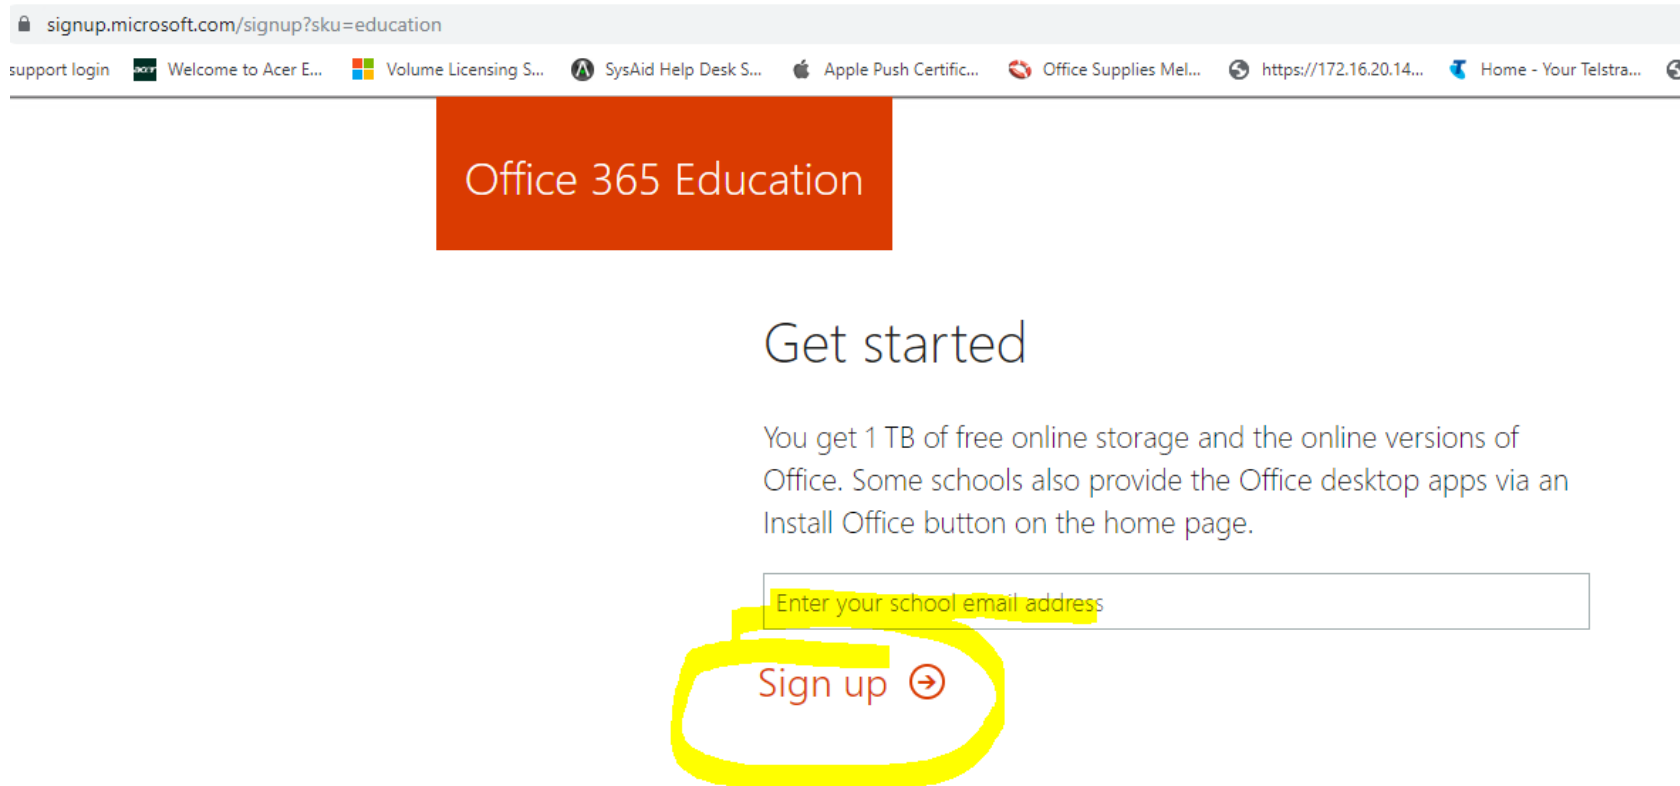 signup.microsoft.com/signup?sku=education
support login acer Welcome to Acer E... Volume Licensing S... SysAid Help Desk S... Apple Push Certific... Office Supplies Mel... https://172.16.20.14... Home - Your Telstra...
Office 365 Education
Get started
You get 1 TB of free online storage and the online versions of
Office. Some schools also provide the Office desktop apps via an
Install Office button on the home page.
Enter your school email address
Sign up